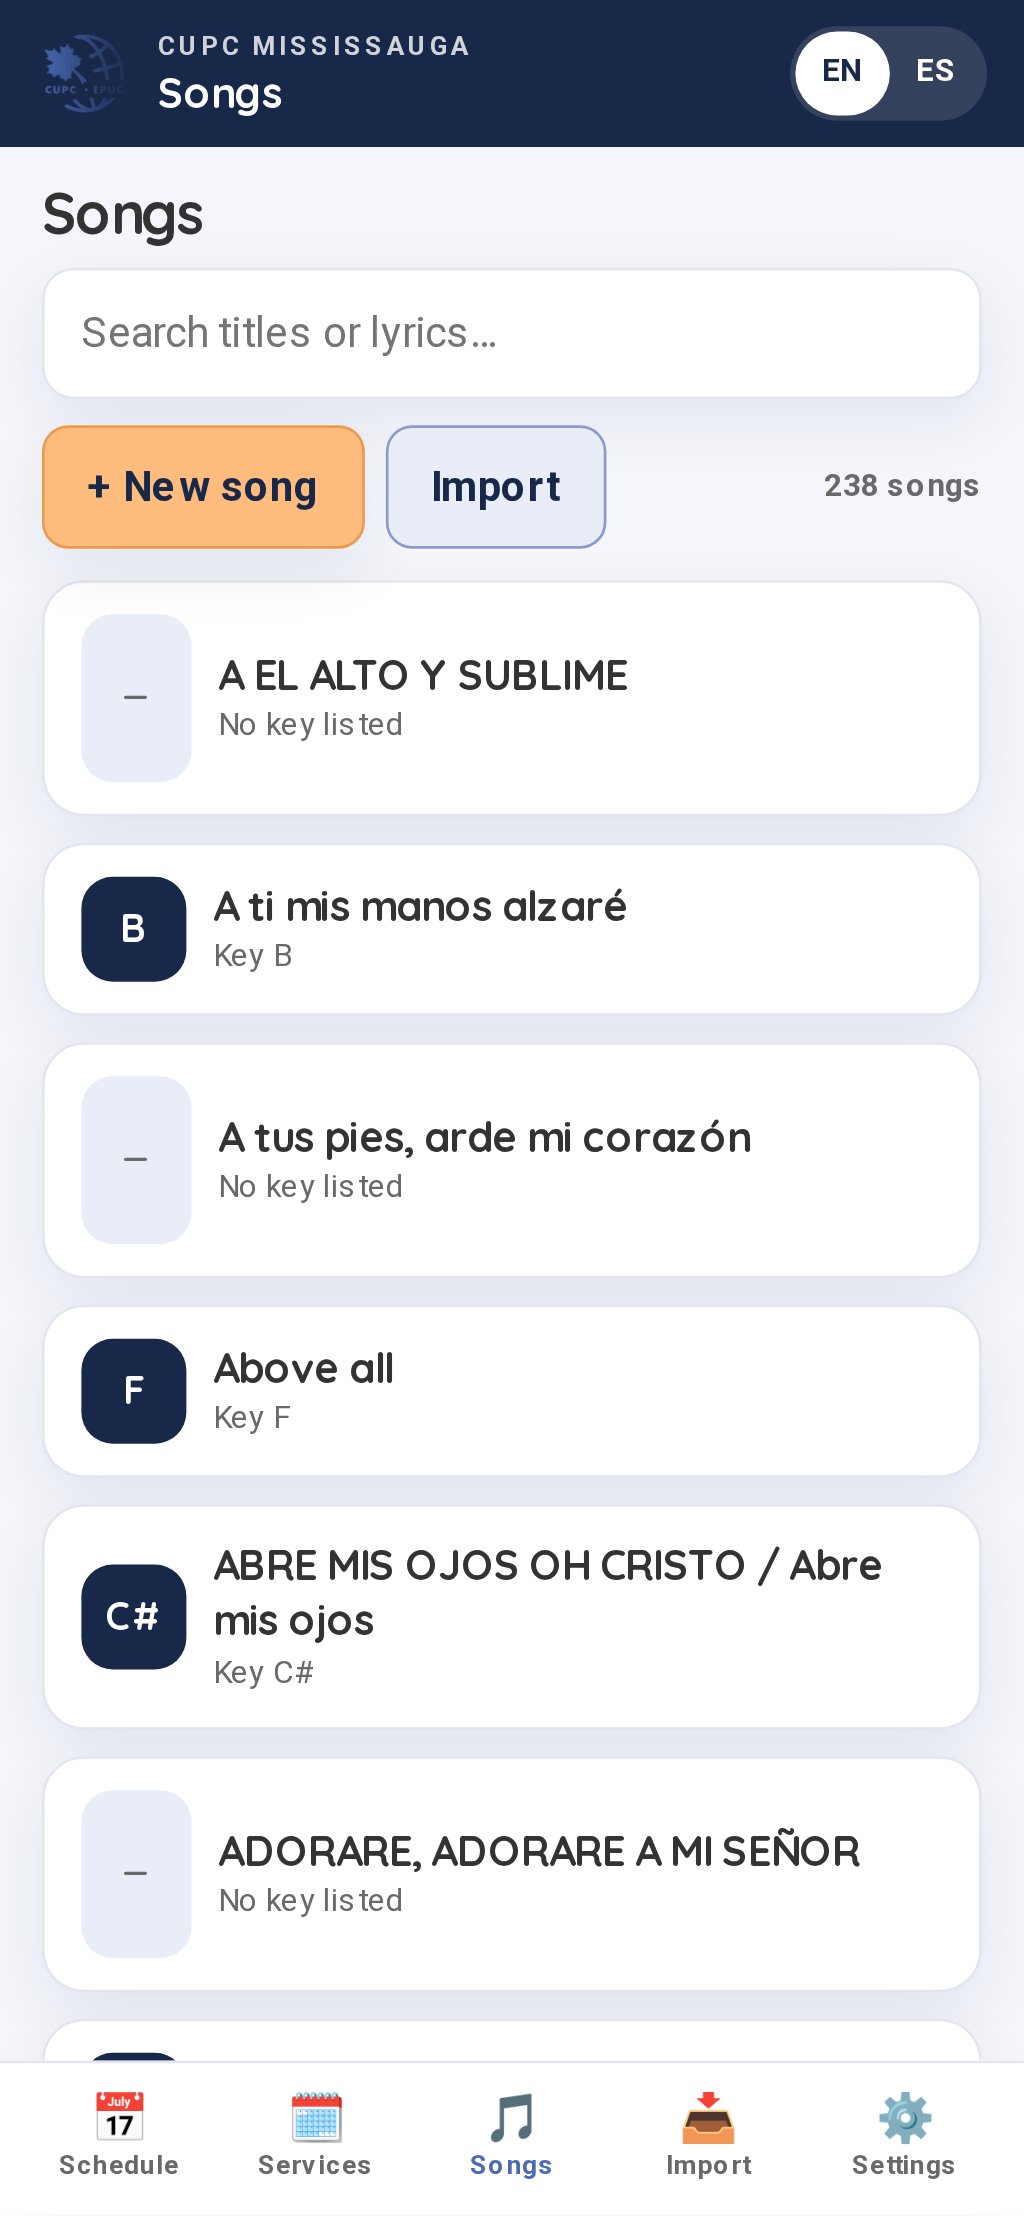 CUPC • EPUC
CUPC MISSISSAUGA
Songs
EN ES
Songs
Search titles or lyrics…
+ New song
Import
238 songs
–
A EL ALTO Y SUBLIME
No key listed
B
A ti mis manos alzaré
Key B
–
A tus pies, arde mi corazón
No key listed
F
Above all
Key F
C#
ABRE MIS OJOS OH CRISTO / Abre
mis ojos
Key C#
–
ADORARE, ADORARE A MI SEÑOR
No key listed
July
17
Schedule
Services
Songs
Import
Settings